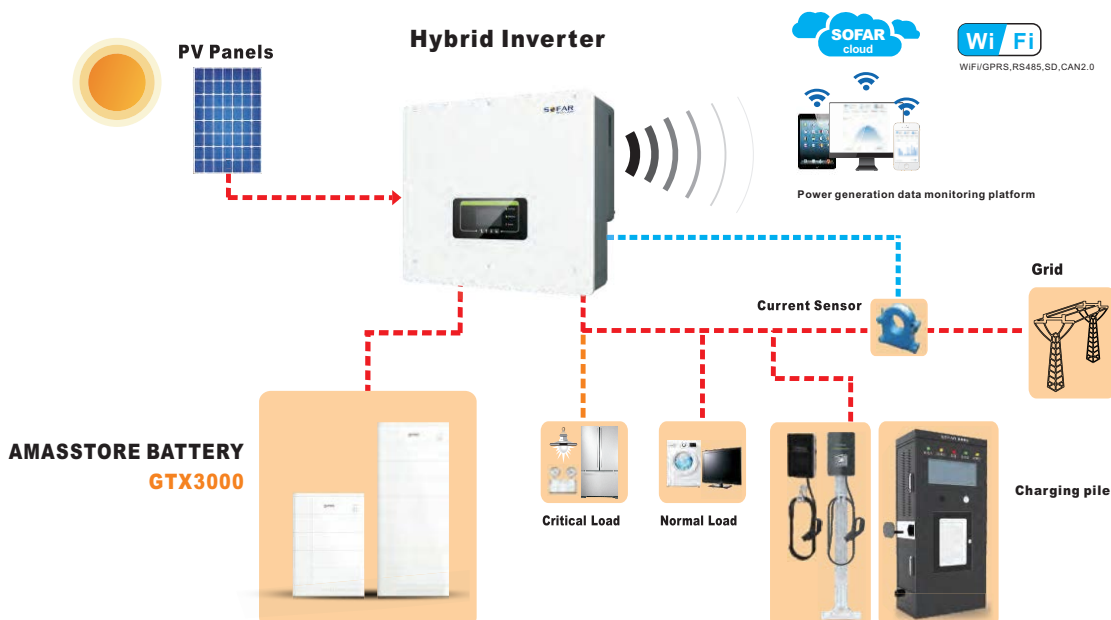 PV Panels
Hybrid Inverter
SOFAR
cloud
Wi Fi
WiFi/GPRS,RS485,SD,CAN2.0
SOFAR
Power generation data monitoring platform
Grid
Current Sensor
AMASSTORE BATTERY
GTX3000
SOFAR
Charging pile
Critical Load
Normal Load